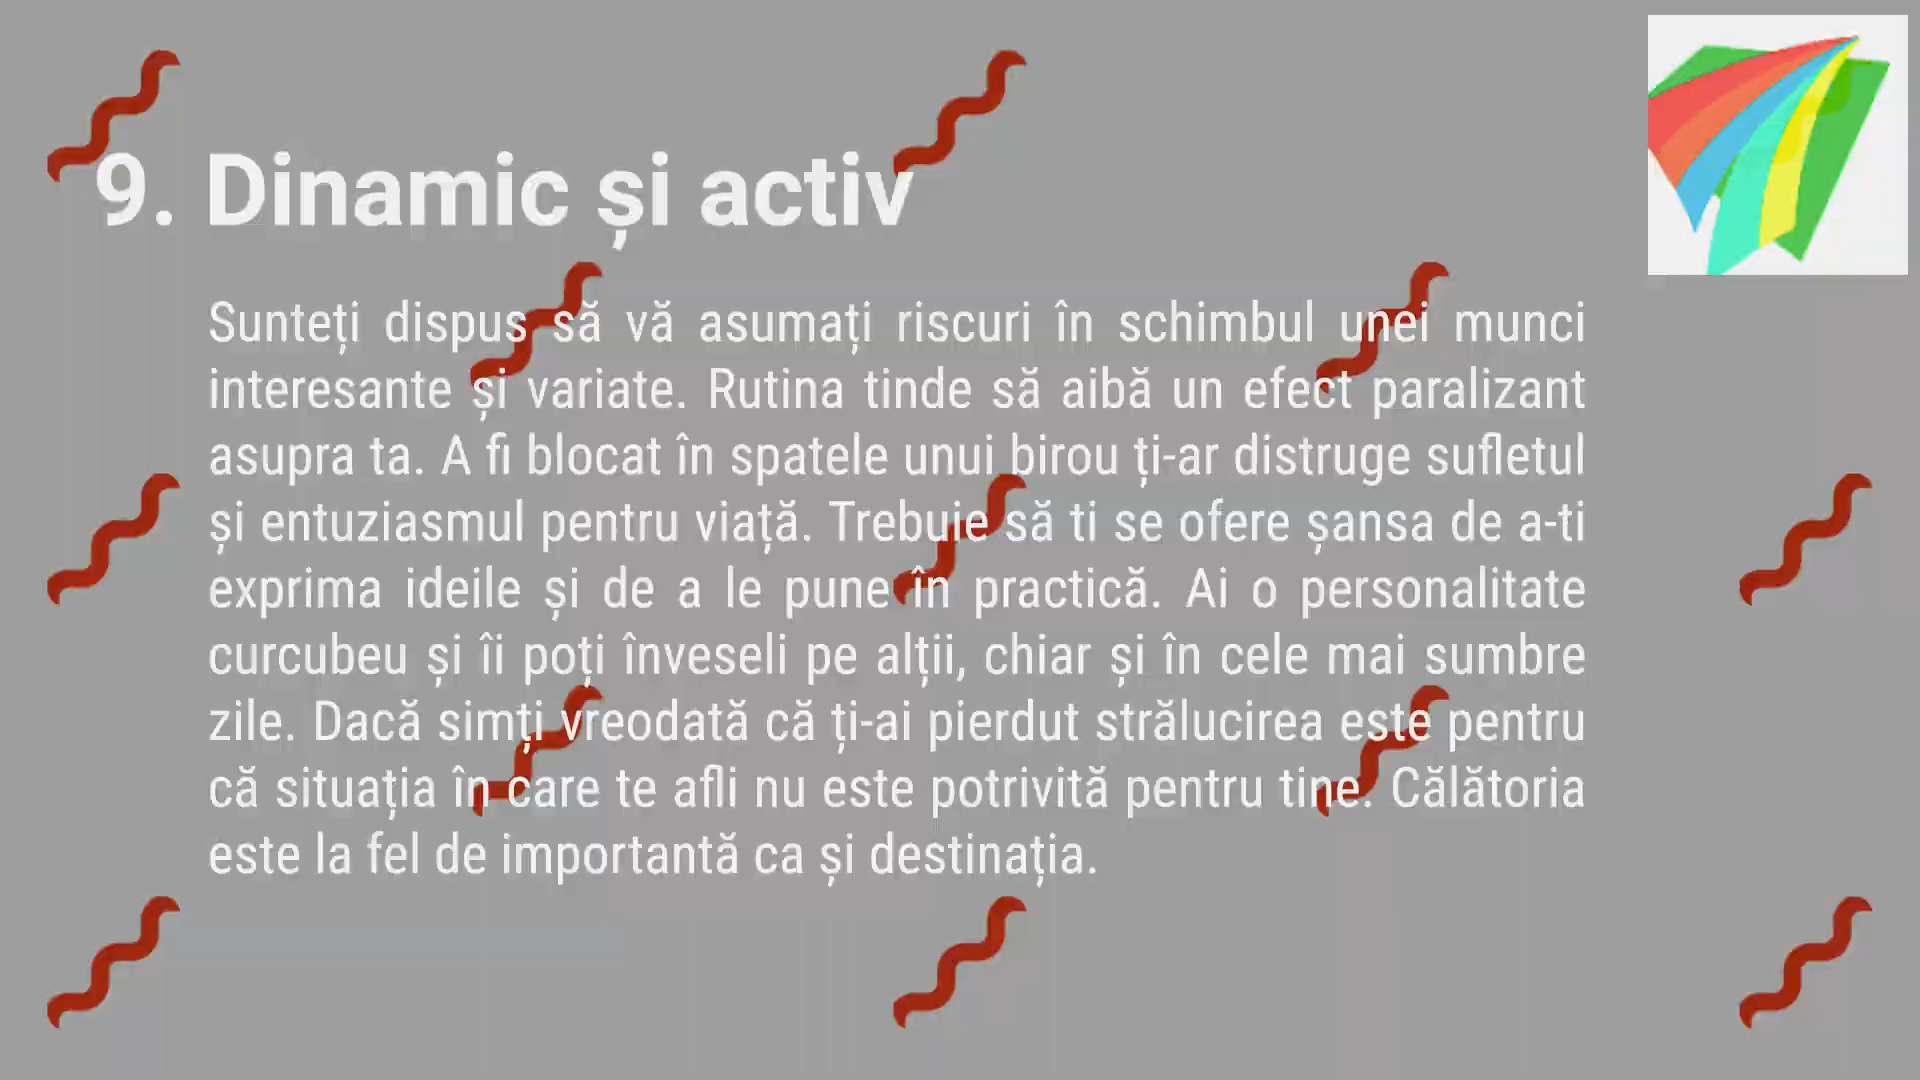 9. Dinamic și activ
Sunteți dispus să vă asumați riscuri în schimbul unei munci
interesante și variate. Rutina tinde să aibă un efect paralizant
asupra ta. A fi blocat în spatele unui birou ți-ar distruge sufletul
și entuziasmul pentru viață. Trebuie să ti se ofere șansa de a-ti
exprima ideile și de a le pune în practică. Ai o personalitate
curcubeu și îi poți înveseli pe alții, chiar și în cele mai sumbre
zile. Dacă simți vreodată că ți-ai pierdut strălucirea este pentru
că situația în care te afli nu este potrivită pentru tine. Călătoria
este la fel de importantă ca și destinația.